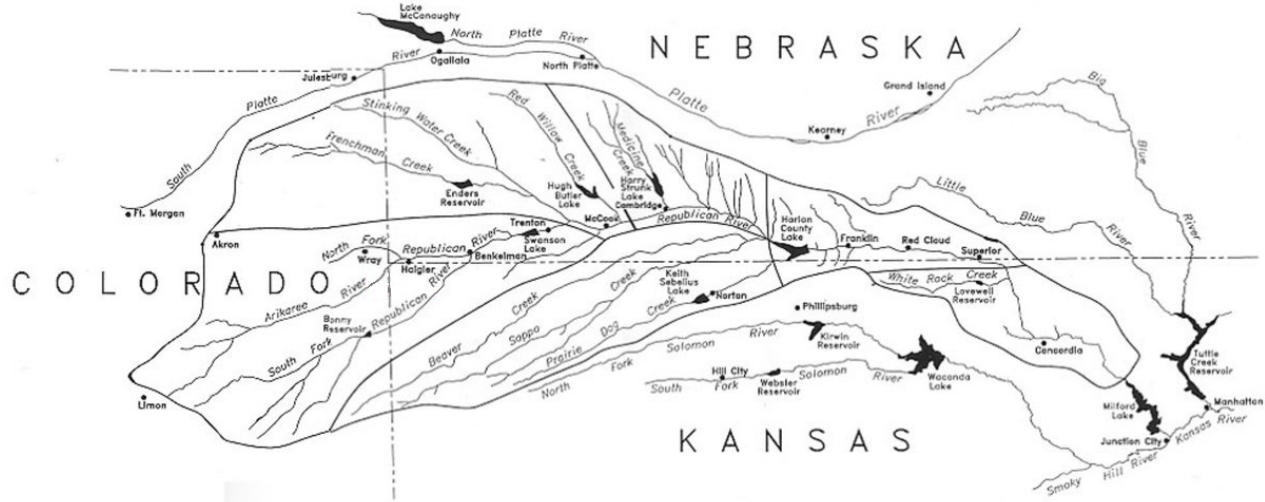 Lake
McConaughy
North Platte River
River
Ogallala
North Platte
NEBRASKA
Julesburg
Platte
South
Platte
River
Grand Island
Kearney
Big
Blue
River
Stinking Water Creek
Frenchman Creek
Red
Willow
Creek
Medicine
Creek
Enders
Reservoir
Hugh
Butler
Lake
Harry
Strunk
Lake
Cambridge
Little
Blue
River
Ft. Morgan
Akron
McCook
Republican River
Trenton
Swanson
Lake
Harlan
County
Lake
Franklin
Red Cloud
Superior
North Fork
Republican River
Wray
Haigler
Benkelman
COLORADO
Arikaree River
Bonny
Reservoir
South Fork Republican River
Keith
Sebelius
Lake
Norton
White Rock Creek
Lovewell
Reservoir
Beaver Creek
Sappa Creek
Prairie Dog Creek
Phillipsburg
Kirwin
Reservoir
North Fork Solomon River
Concordia
Hill City
South Fork Solomon River
Webster
Reservoir
Waconda
Lake
Tuttle
Creek
Reservoir
Limon
KANSAS
Milford
Lake
Manhattan
Junction City
Kansas River
Smoky Hill River